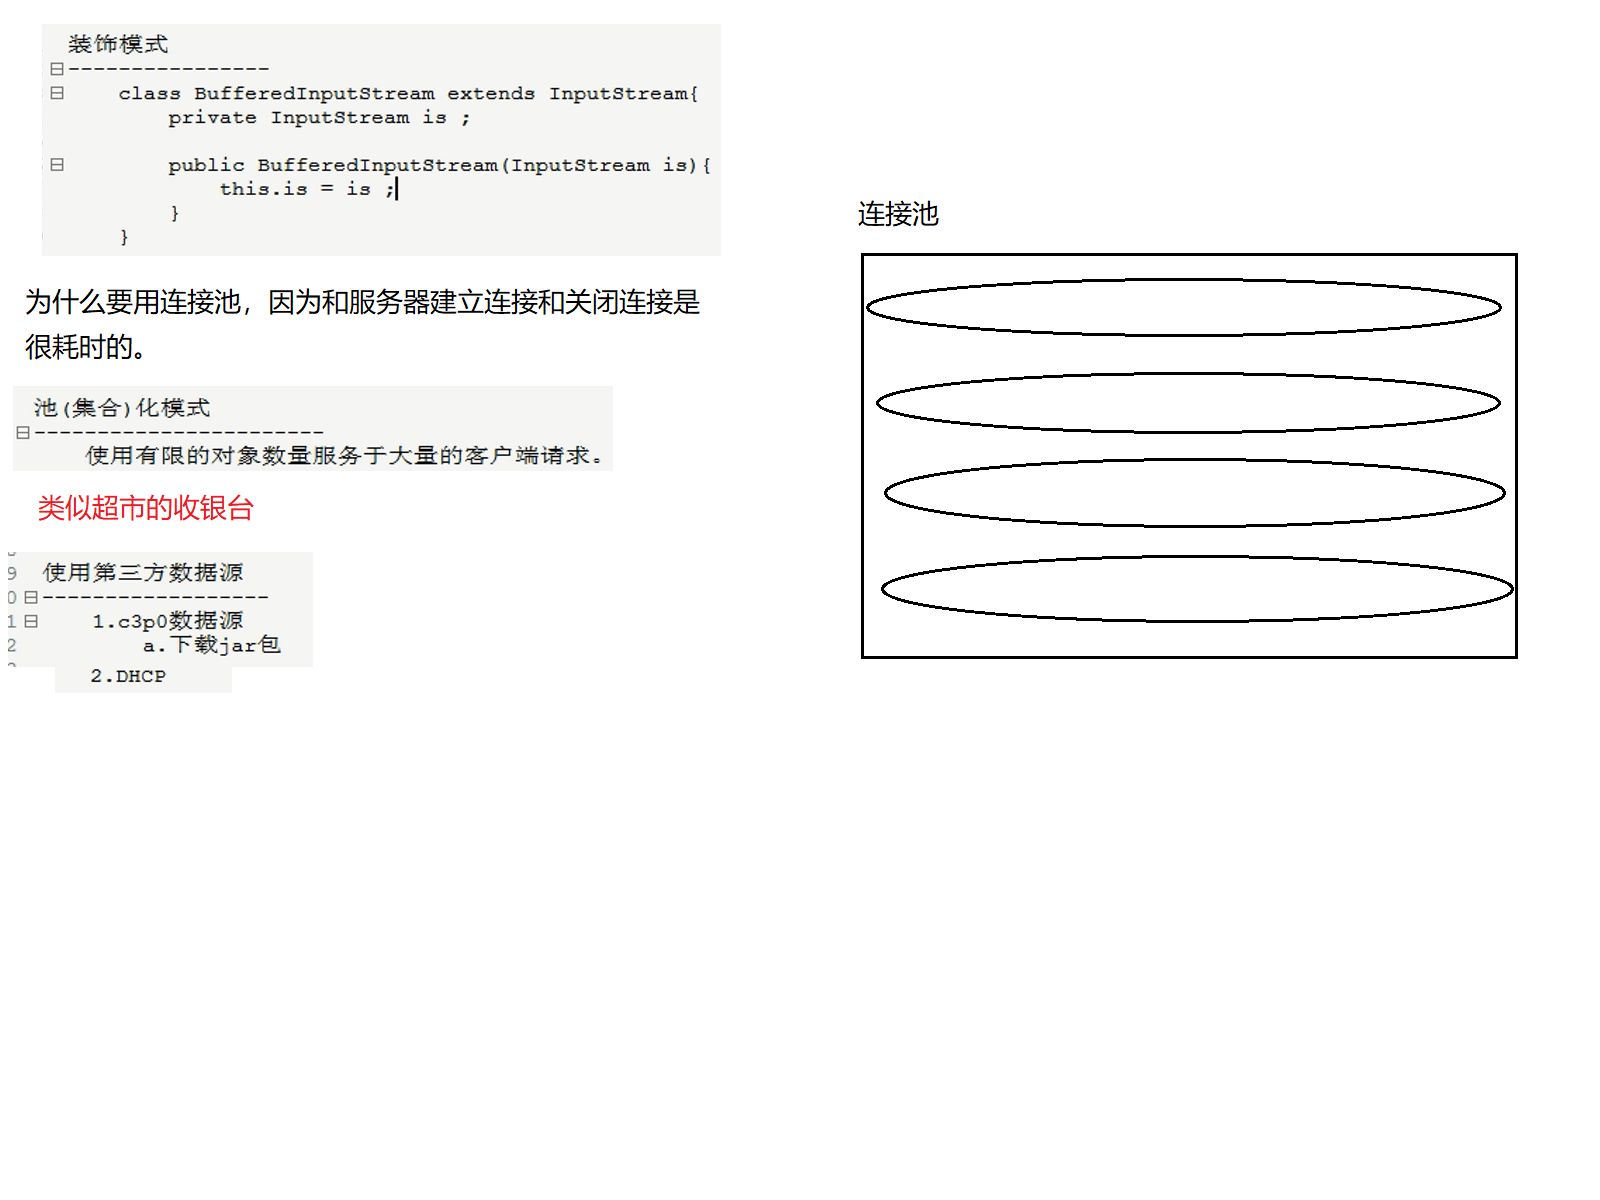 装饰模式
----------------
class BufferedInputStream extends InputStream{
private InputStream is ;
public BufferedInputStream(InputStream is){
this.is = is ;
}
}
为什么要用连接池，因为和服务器建立连接和关闭连接是
很耗时的。
池(集合)化模式
-----------------------
使用有限的对象数量服务于大量的客户端请求。
类似超市的收银台
9 使用第三方数据源
0 ------------------
1 1.c3p0数据源
2 a.下载jar包
2.DHCP
连接池